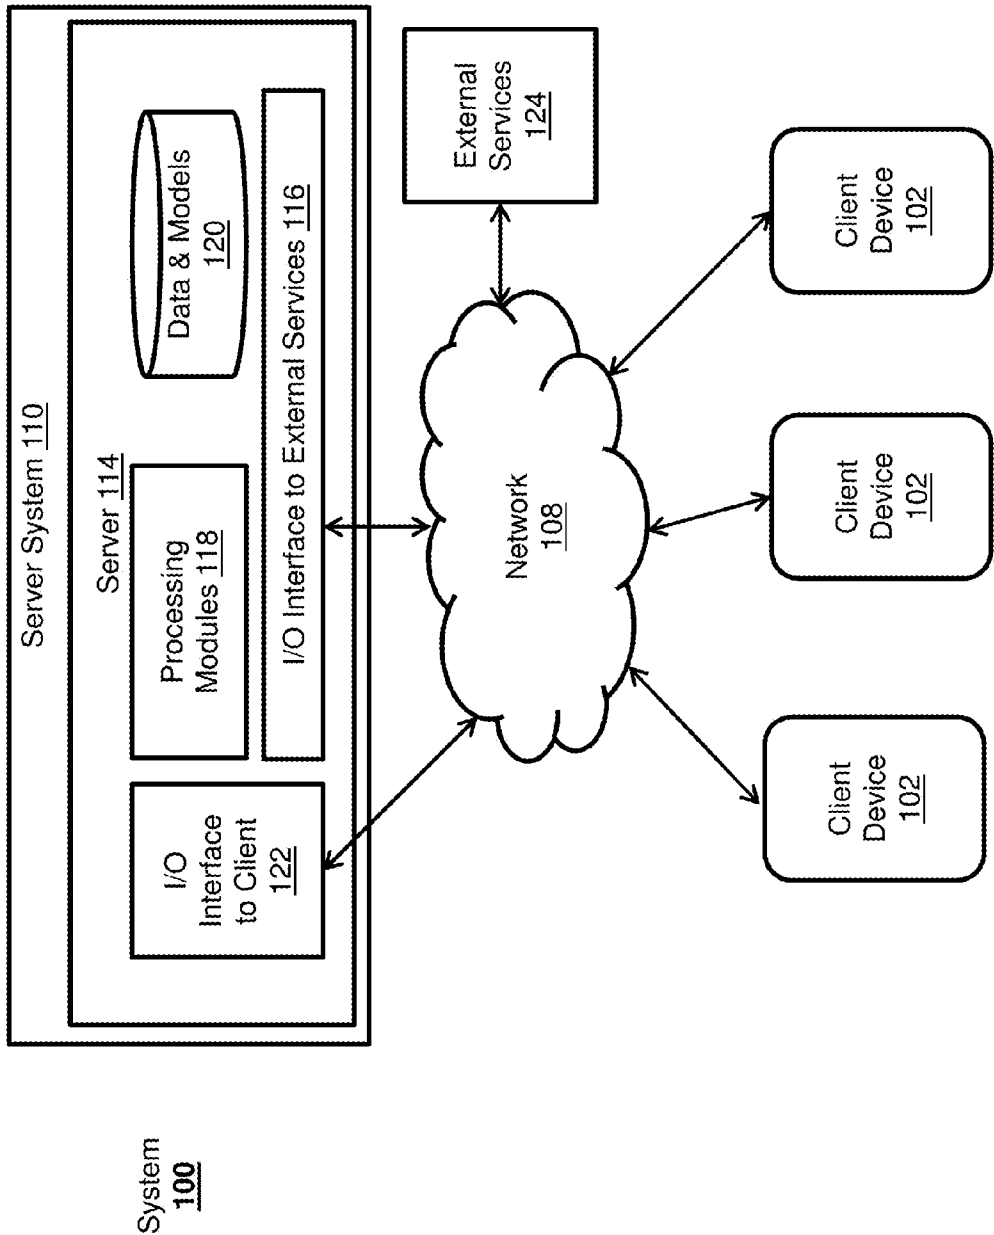 System
100
Server System 110
Server 114
I/O
Interface
to Client
122
Processing
Modules 118
Data & Models
120
I/O Interface to External Services 116
Network
108
External
Services
124
Client
Device
102
Client
Device
102
Client
Device
102